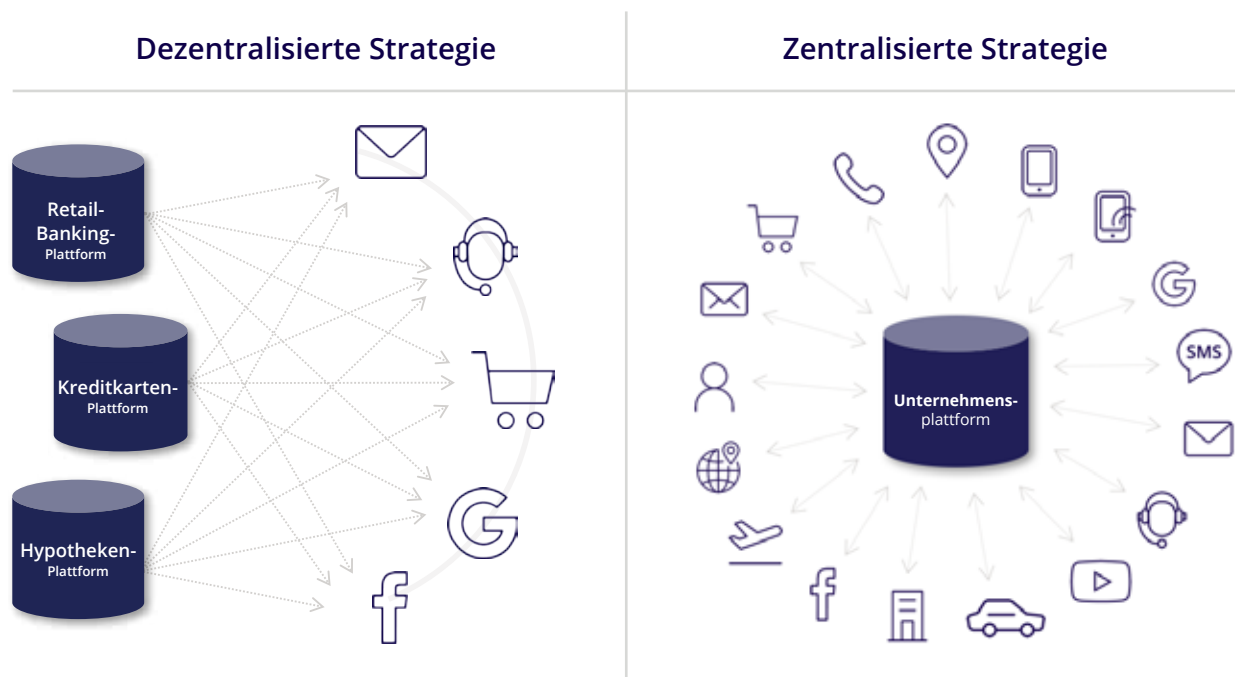 Dezentralisierte Strategie
Zentralisierte Strategie
Retail-
Banking-
Plattform
Kreditkarten-
Plattform
Hypotheken-
Plattform
SMS
Unternehmens-
plattform